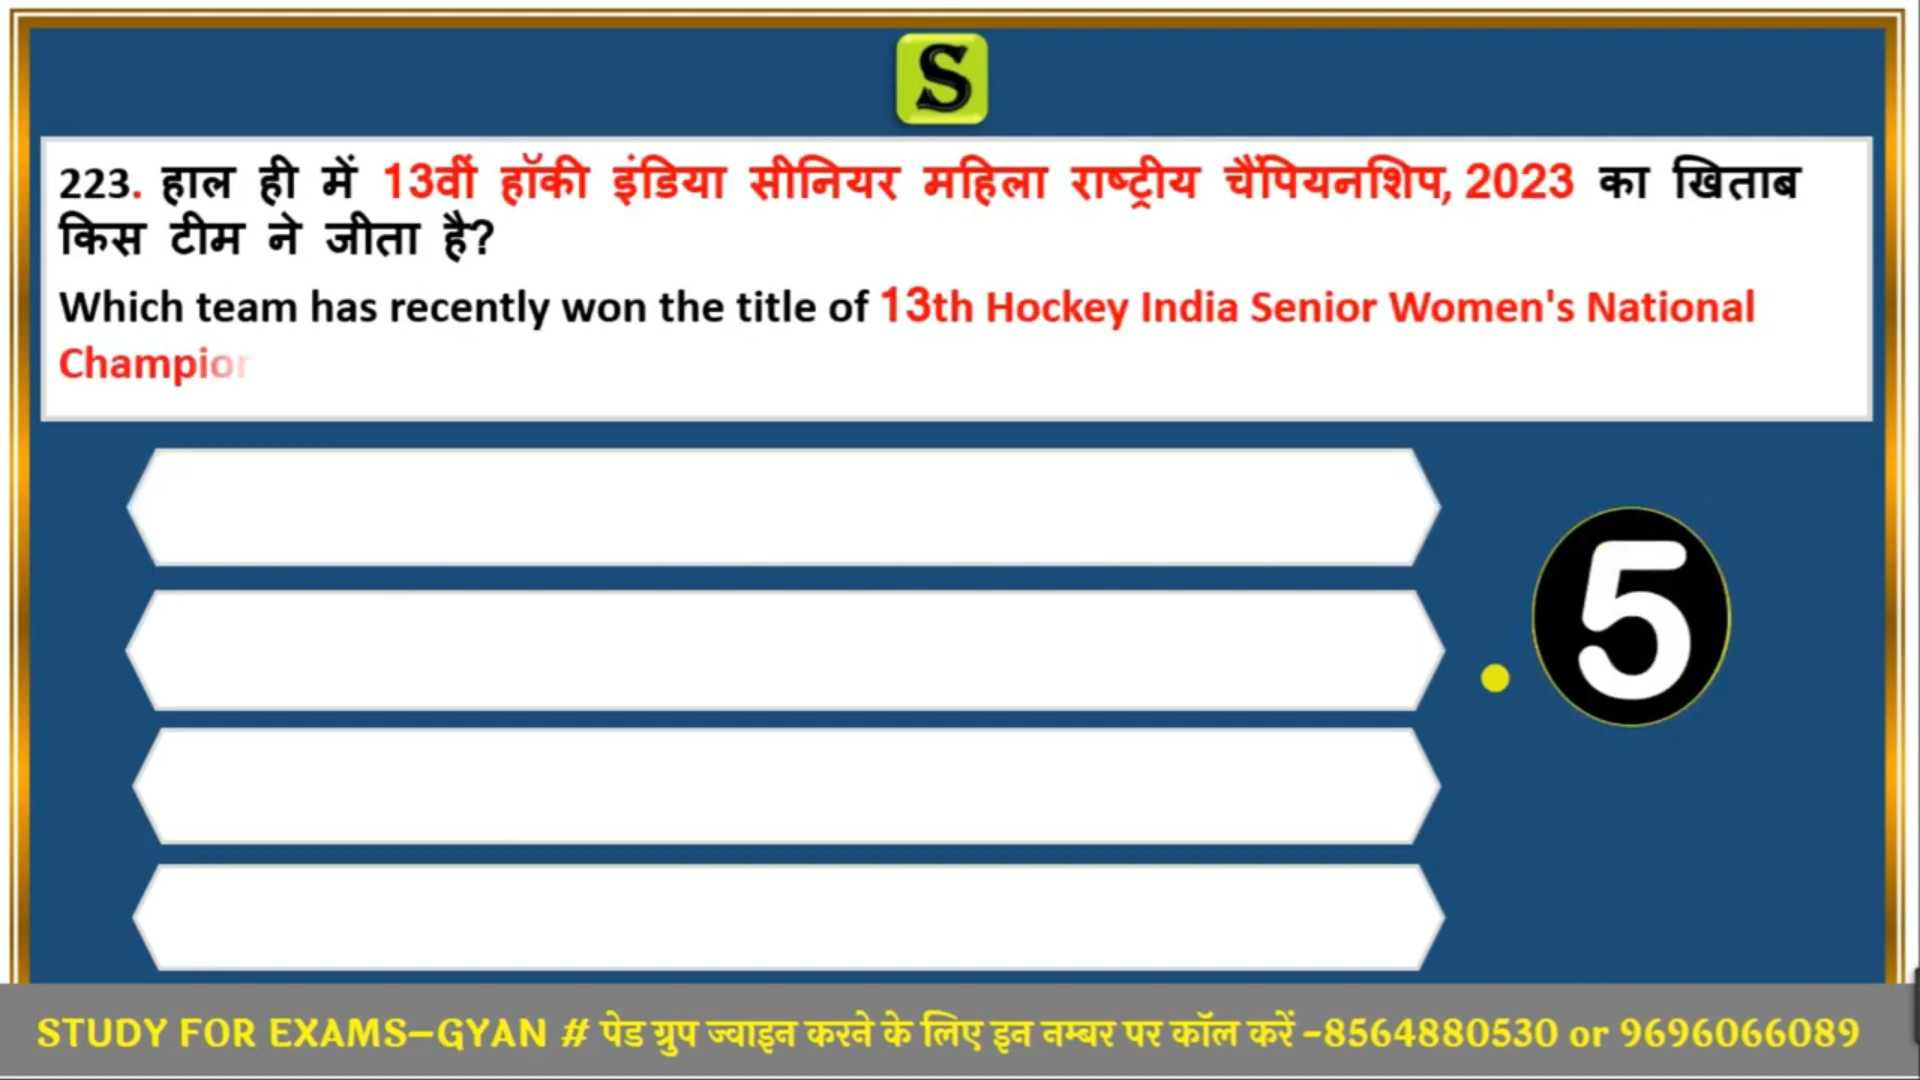 S
223. हाल ही में 13वीं हॉकी इंडिया सीनियर महिला राष्ट्रीय चैंपियनशिप, 2023 का खिताब
किस टीम ने जीता है?
Which team has recently won the title of 13th Hockey India Senior Women's National
Champior
5
STUDY FOR EXAMS–GYAN # पेड ग्रुप ज्वाइन करने के लिए इन नम्बर पर कॉल करें –8564880530 or 9696066089